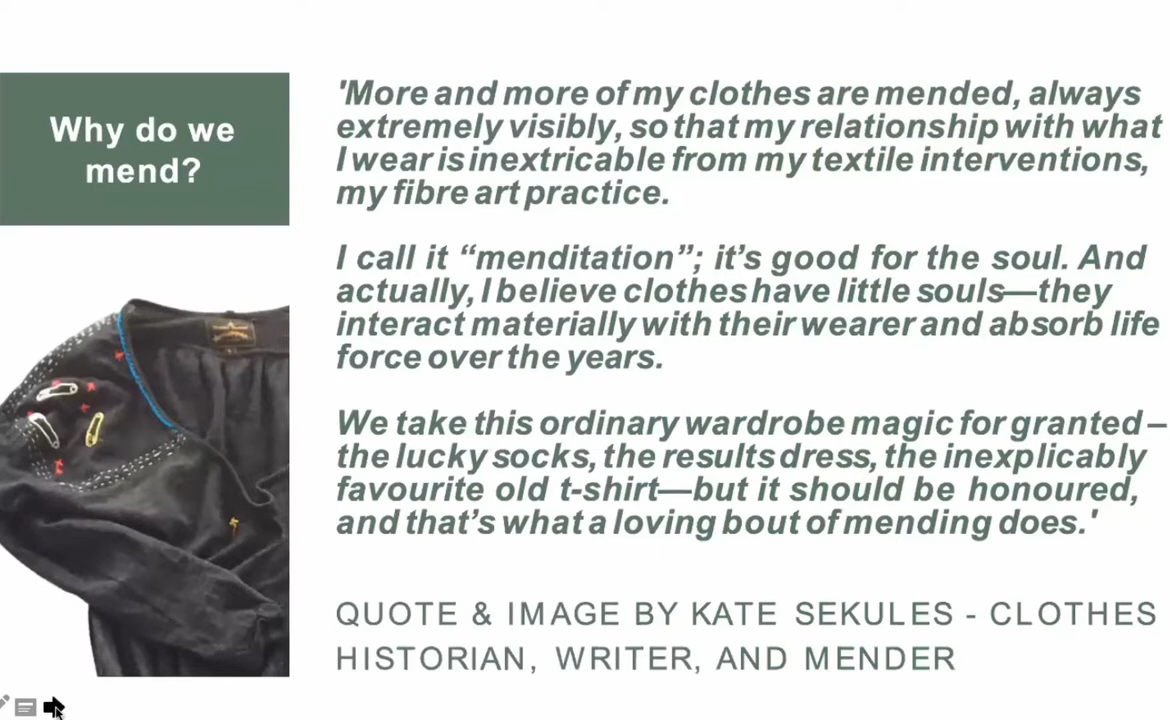 Why do we
mend?
'More and more of my clothes are mended, always
extremely visibly, so that my relationship with what
I wear is inextricable from my textile interventions,
my fibre art practice.
I call it “menditation”; it’s good for the soul. And
actually, I believe clothes have little souls—they
interact materially with their wearer and absorb life
force over the years.
We take this ordinary wardrobe magic for granted –
the lucky socks, the results dress, the inexplicably
favourite old t-shirt—but it should be honoured,
and that’s what a loving bout of mending does.'
QUOTE & IMAGE BY KATE SEKULES - CLOTHES
HISTORIAN, WRITER, AND MENDER